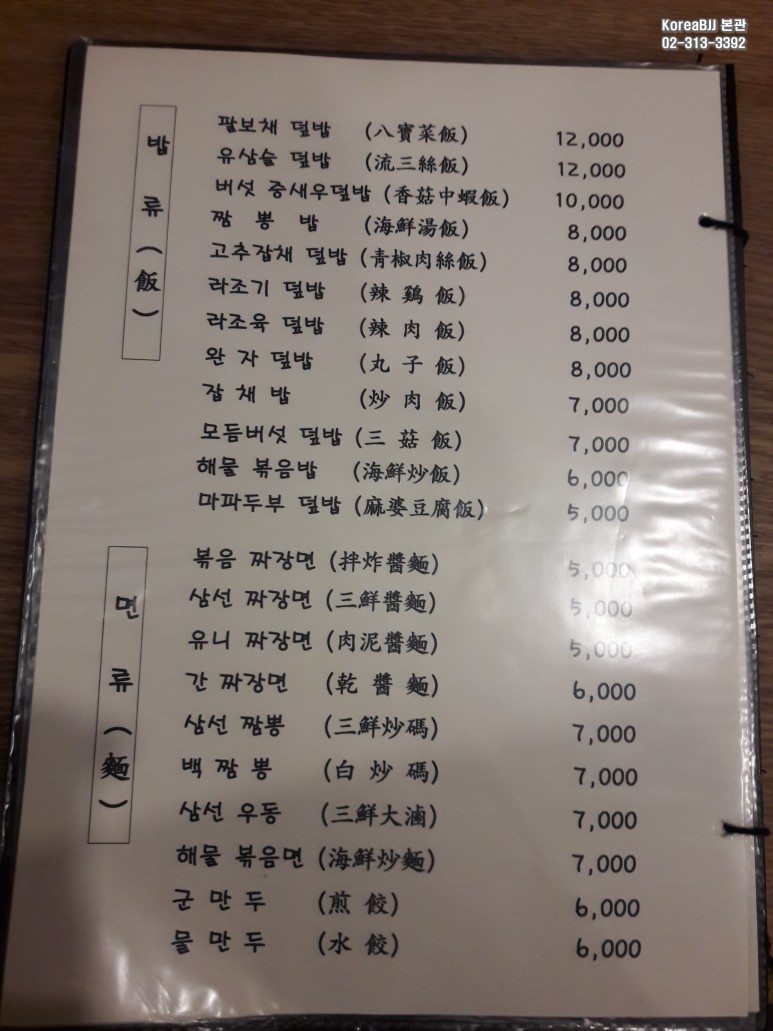 KoreaBJJ 본관
02-313-3392
밥 류 (飯)
팔보채 덮밥 (八寶菜飯) 12,000
유삼슬 덮밥 (流三絲飯) 12,000
버섯 중새우덮밥 (香菇中蝦飯) 10,000
짬 뽕 밥 (海鮮湯飯) 8,000
고추잡채 덮밥 (靑椒肉絲飯) 8,000
라조기 덮밥 (辣 鷄 飯) 8,000
라조육 덮밥 (辣 肉 飯) 8,000
완 자 덮밥 (丸 子 飯) 8,000
잡 채 밥 (炒 肉 飯) 7,000
모듬버섯 덮밥 (三 菇 飯) 7,000
해물 볶음밥 (海鮮炒飯) 6,000
마파두부 덮밥 (麻婆豆腐飯) 5,000
면 류 (麵)
볶음 짜장면 (拌炸醬麵) 5,000
삼선 짜장면 (三鮮醬麵) 5,000
유니 짜장면 (肉泥醬麵) 5,000
간 짜장면 (乾 醬 麵) 6,000
삼선 짬뽕 (三鮮炒碼) 7,000
백 짬 뽕 (白 炒 碼) 7,000
삼선 우동 (三鮮大滷) 7,000
해물 볶음면 (海鮮炒麵) 7,000
군 만 두 (煎 餃) 6,000
물 만 두 (水 餃) 6,000